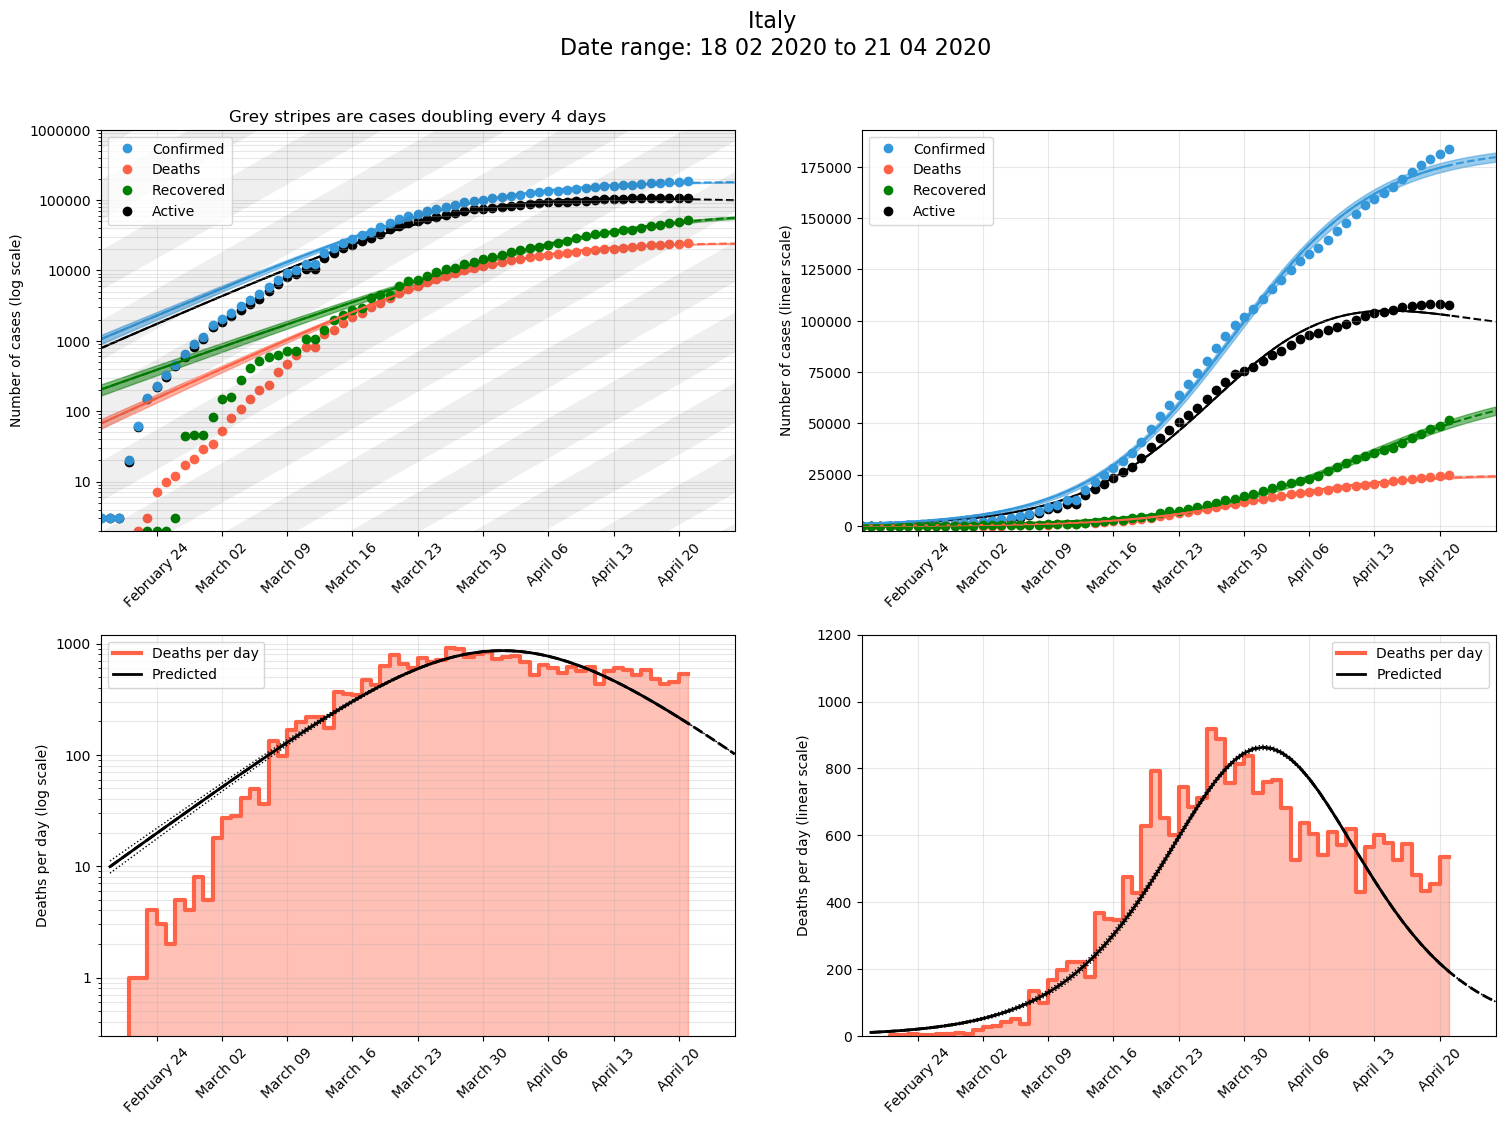 Italy
Date range: 18 02 2020 to 21 04 2020
Grey stripes are cases doubling every 4 days
Number of cases (log scale)
1000000
100000
10000
1000
100
10
Confirmed
Deaths
Recovered
Active
February 24
March 02
March 09
March 16
March 23
March 30
April 06
April 13
April 20
Number of cases (linear scale)
175000
150000
125000
100000
75000
50000
25000
0
Confirmed
Deaths
Recovered
Active
February 24
March 02
March 09
March 16
March 23
March 30
April 06
April 13
April 20
Deaths per day (log scale)
1000
100
10
1
Deaths per day
Predicted
February 24
March 02
March 09
March 16
March 23
March 30
April 06
April 13
April 20
Deaths per day (linear scale)
1200
1000
800
600
400
200
0
Deaths per day
Predicted
February 24
March 02
March 09
March 16
March 23
March 30
April 06
April 13
April 20